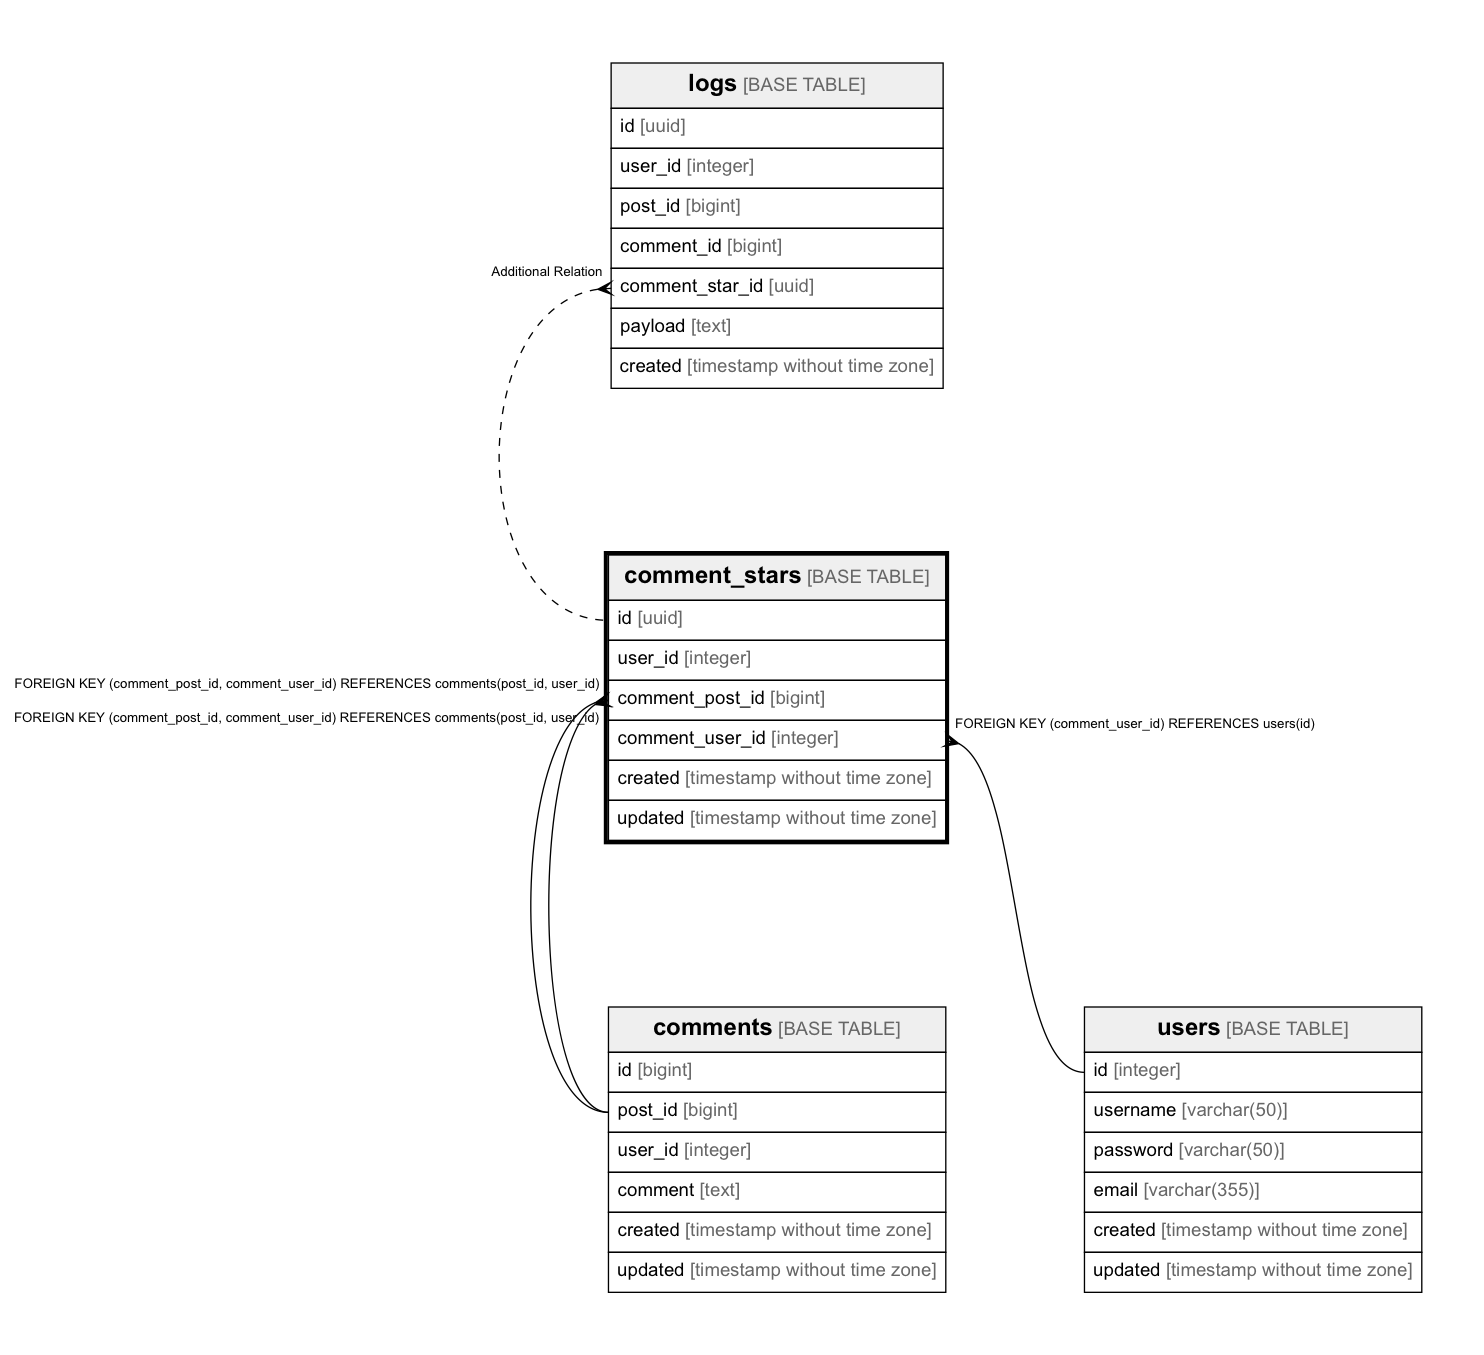 logs [BASE TABLE]
id [uuid]
user_id [integer]
post_id [bigint]
comment_id [bigint]
Additional Relation
comment_star_id [uuid]
payload [text]
created [timestamp without time zone]
comment_stars [BASE TABLE]
id [uuid]
user_id [integer]
FOREIGN KEY (comment_post_id, comment_user_id) REFERENCES comments(post_id, user_id)
comment_post_id [bigint]
FOREIGN KEY (comment_post_id, comment_user_id) REFERENCES comments(post_id, user_id)
FOREIGN KEY (comment_user_id) REFERENCES users(id)
comment_user_id [integer]
created [timestamp without time zone]
updated [timestamp without time zone]
comments [BASE TABLE]
id [bigint]
post_id [bigint]
user_id [integer]
comment [text]
created [timestamp without time zone]
updated [timestamp without time zone]
users [BASE TABLE]
id [integer]
username [varchar(50)]
password [varchar(50)]
email [varchar(355)]
created [timestamp without time zone]
updated [timestamp without time zone]